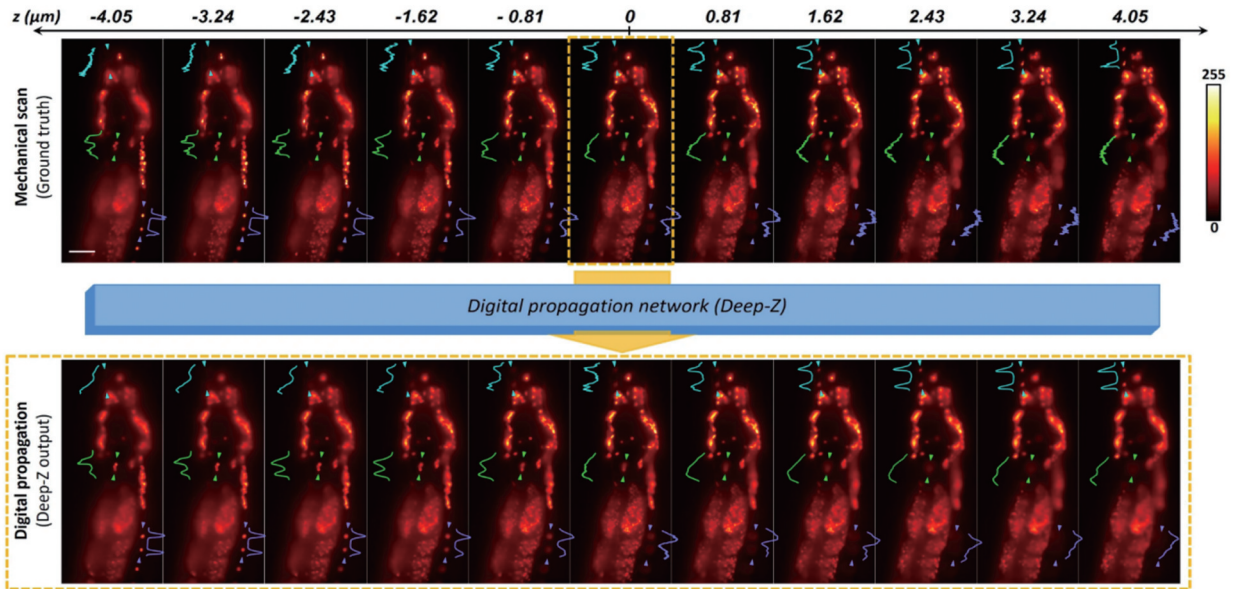 z (μm) -4.05 -3.24 -2.43 -1.62 - 0.81 0 0.81 1.62 2.43 3.24 4.05
Mechanical scan
(Ground truth)
255
0
Digital propagation network (Deep-Z)
Digital propagation
(Deep-Z output)